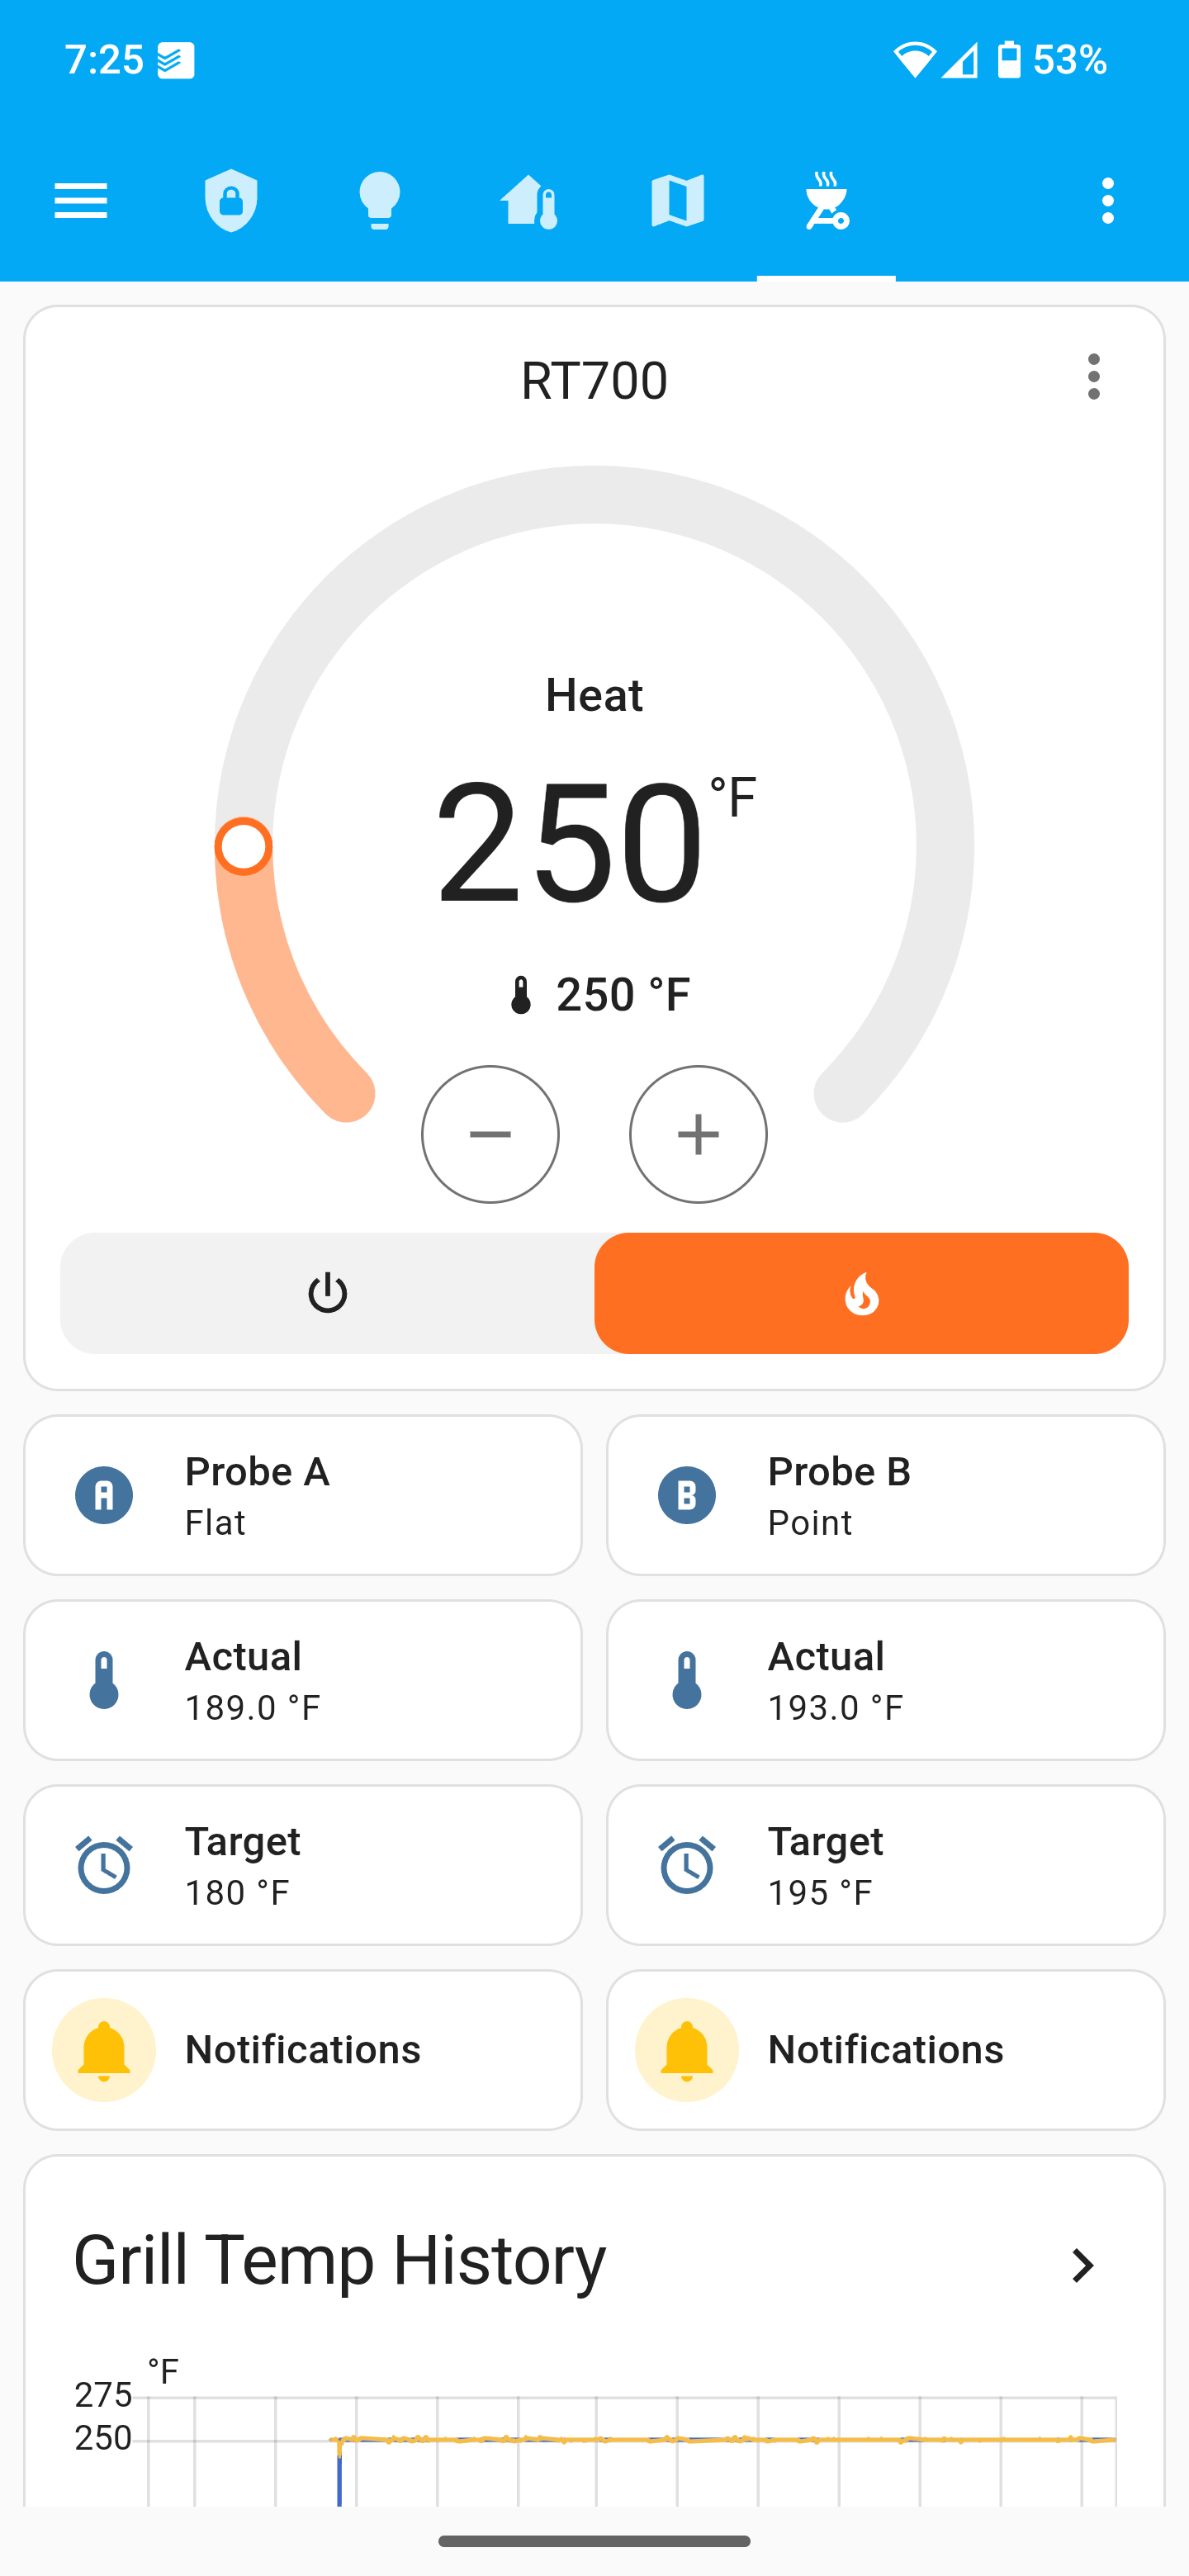 7:25 53%
RT700
Heat
250 °F
250 °F
A Probe A
Flat
B Probe B
Point
Actual
189.0 °F
Actual
193.0 °F
Target
180 °F
Target
195 °F
Notifications
Notifications
Grill Temp History
°F
275
250